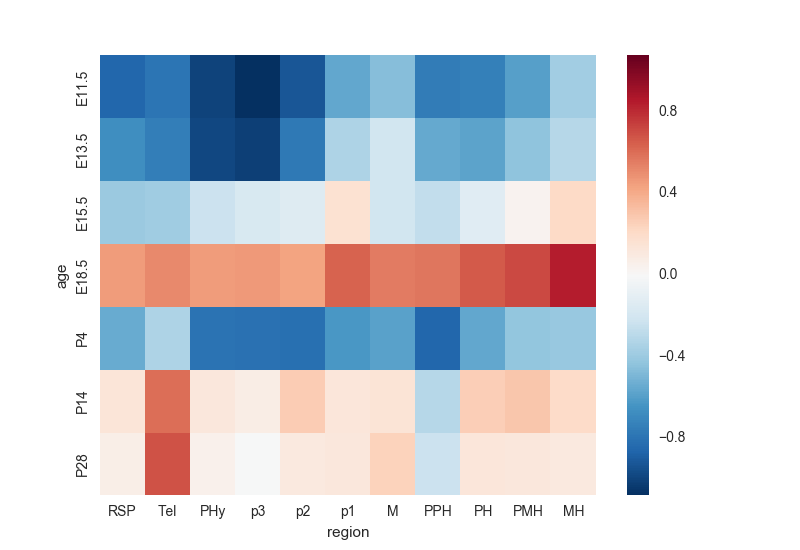 E11.5
E13.5
E15.5
E18.5
P4
P14
P28
age
RSP Tel PHy p3 p2 p1 M PPH PH PMH MH
region
0.8
0.4
0.0
−0.4
−0.8